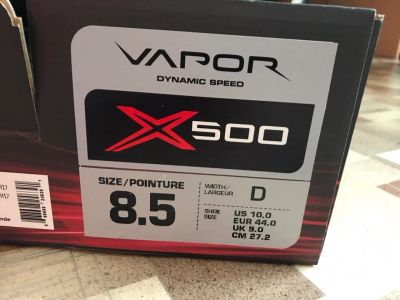 VAPOR
DYNAMIC SPEED
X500
SIZE/POINTURE
8.5
WIDTH/
LARGEUR
D
SHOE
SIZE
US 10.0
EUR 44.0
UK 9.0
CM 27.2